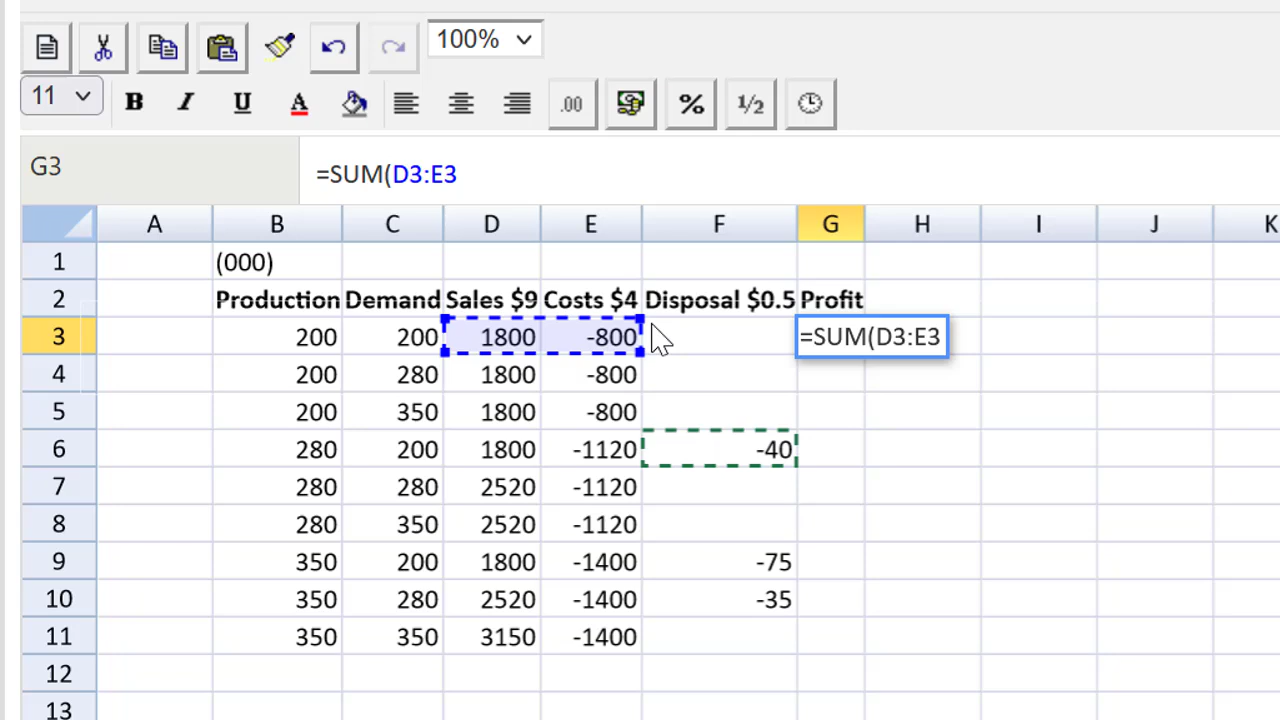 100%
11 B I U A .00 % ½
G3 =SUM(D3:E3
A B C D E F G H I J K
1 (000)
2 Production Demand Sales $9 Costs $4 Disposal $0.5 Profit
3 200 200 1800 -800 =SUM(D3:E3
4 200 280 1800 -800
5 200 350 1800 -800
6 280 200 1800 -1120 -40
7 280 280 2520 -1120
8 280 350 2520 -1120
9 350 200 1800 -1400 -75
10 350 280 2520 -1400 -35
11 350 350 3150 -1400
12
13